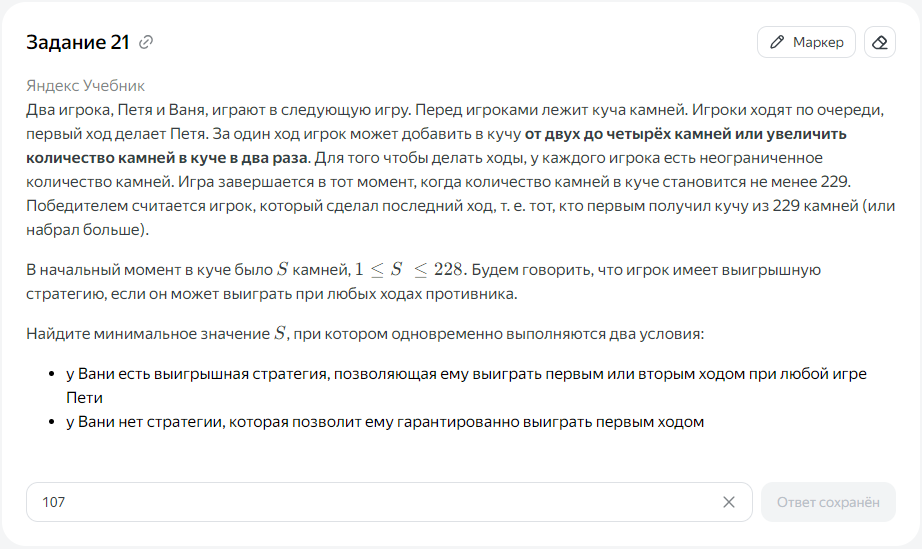 Задание 21
Маркер
Яндекс Учебник
Два игрока, Петя и Ваня, играют в следующую игру. Перед игроками лежит куча камней. Игроки ходят по очереди,
первый ход делает Петя. За один ход игрок может добавить в кучу от двух до четырёх камней или увеличить
количество камней в куче в два раза. Для того чтобы делать ходы, у каждого игрока есть неограниченное
количество камней. Игра завершается в тот момент, когда количество камней в куче становится не менее 229.
Победителем считается игрок, который сделал последний ход, т. е. тот, кто первым получил кучу из 229 камней (или
набрал больше).
В начальный момент в куче было S камней, 1 ≤ S ≤ 228. Будем говорить, что игрок имеет выигрышную
стратегию, если он может выиграть при любых ходах противника.
Найдите минимальное значение S, при котором одновременно выполняются два условия:
• у Вани есть выигрышная стратегия, позволяющая ему выиграть первым или вторым ходом при любой игре
Пети
• у Вани нет стратегии, которая позволит ему гарантированно выиграть первым ходом
107
Ответ сохранён